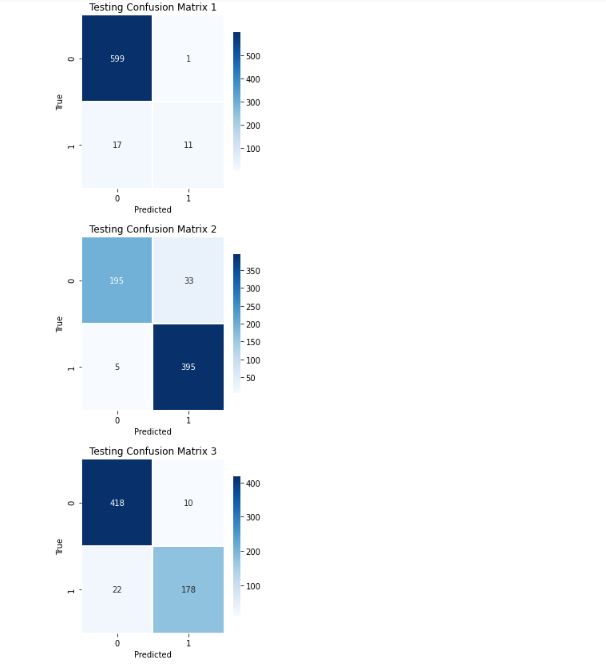 Testing Confusion Matrix 1
0 599 1
True
1 17 11
500
400
300
200
100
0 1
Predicted
Testing Confusion Matrix 2
0 195 33
True
1 5 395
350
300
250
200
150
100
50
0 1
Predicted
Testing Confusion Matrix 3
0 418 10
True
1 22 178
400
300
200
100
0 1
Predicted